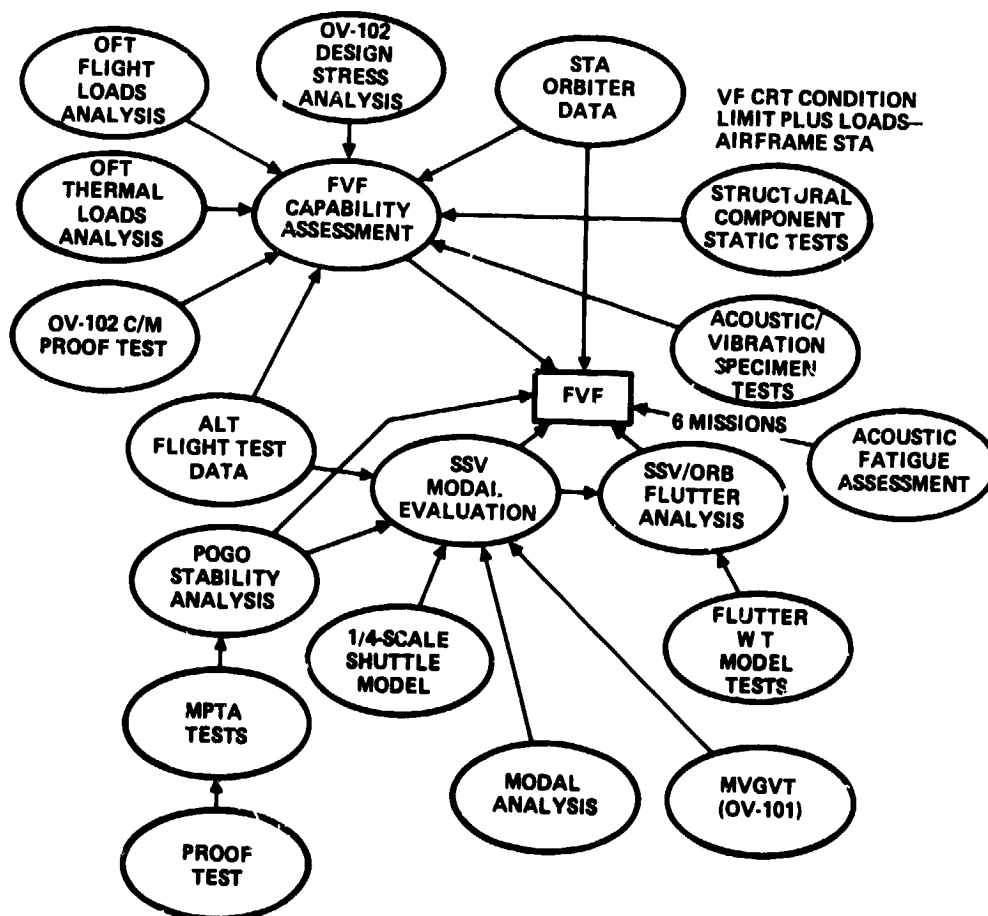 OFT
FLIGHT
LOADS
ANALYSIS
OV-102
DESIGN
STRESS
ANALYSIS
STA
ORBITER
DATA
VF CRT CONDITION
LIMIT PLUS LOADS—
AIRFRAME STA
OFT
THERMAL
LOADS
ANALYSIS
FVF
CAPABILITY
ASSESSMENT
STRUCTURAL
COMPONENT
STATIC TESTS
OV-102 C/M
PROOF TEST
ACOUSTIC/
VIBRATION
SPECIMEN
TESTS
FVF
6 MISSIONS
ALT
FLIGHT TEST
DATA
SSV
MODAL
EVALUATION
SSV/ORB
FLUTTER
ANALYSIS
ACOUSTIC
FATIGUE
ASSESSMENT
POGO
STABILITY
ANALYSIS
1/4-SCALE
SHUTTLE
MODEL
FLUTTER
W T
MODEL
TESTS
MPTA
TESTS
MODAL
ANALYSIS
MVGVT
(OV-101)
PROOF
TEST